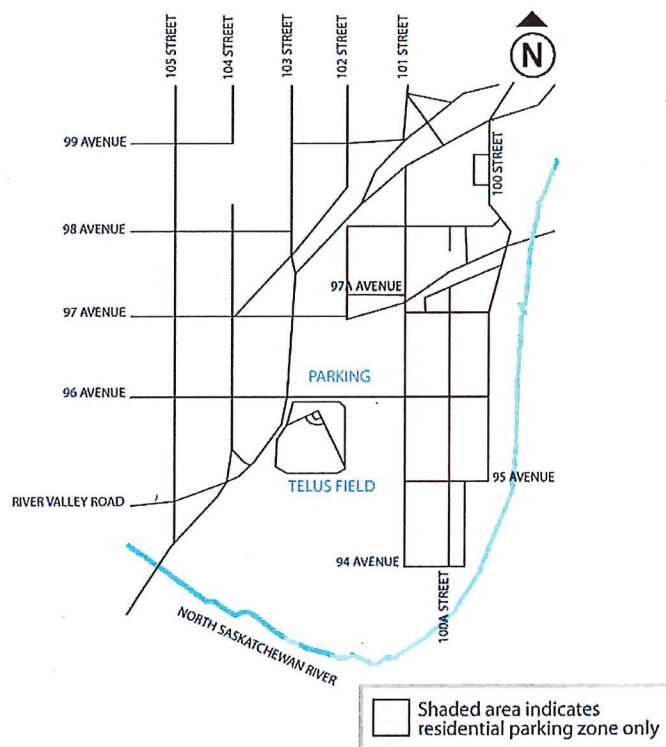 105 STREET
104 STREET
103 STREET
102 STREET
101 STREET
N
99 AVENUE
100 STREET
98 AVENUE
97A AVENUE
97 AVENUE
PARKING
96 AVENUE
TELUS FIELD
95 AVENUE
RIVER VALLEY ROAD
94 AVENUE
100A STREET
NORTH SASKATCHEWAN RIVER
Shaded area indicates
residential parking zone only